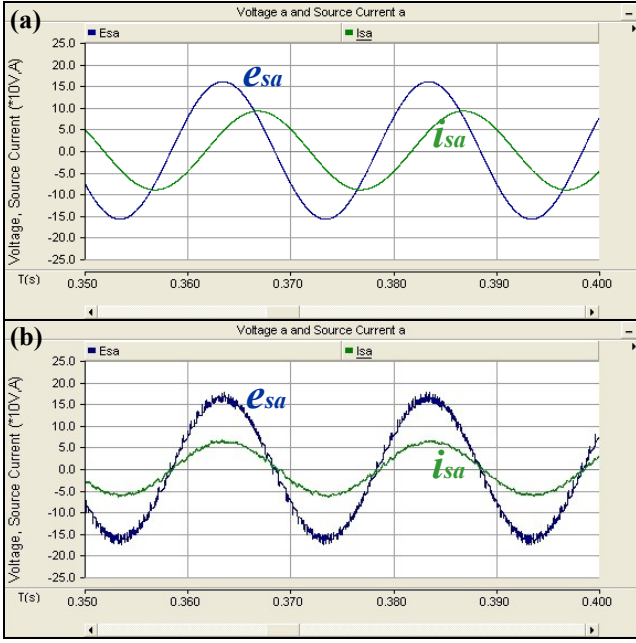 (a)
Voltage a and Source Current a
Esa
Isa
Voltage, Source Current (*10V,A)
25.0
20.0
15.0
10.0
5.0
0.0
-5.0
-10.0
-15.0
-20.0
-25.0
esa
isa
T(s)
0.350
0.360
0.370
0.380
0.390
0.400
(b)
Voltage a and Source Current a
Esa
Isa
Voltage, Source Current (*10V,A)
25.0
20.0
15.0
10.0
5.0
0.0
-5.0
-10.0
-15.0
-20.0
-25.0
esa
isa
T(s)
0.350
0.360
0.370
0.380
0.390
0.400